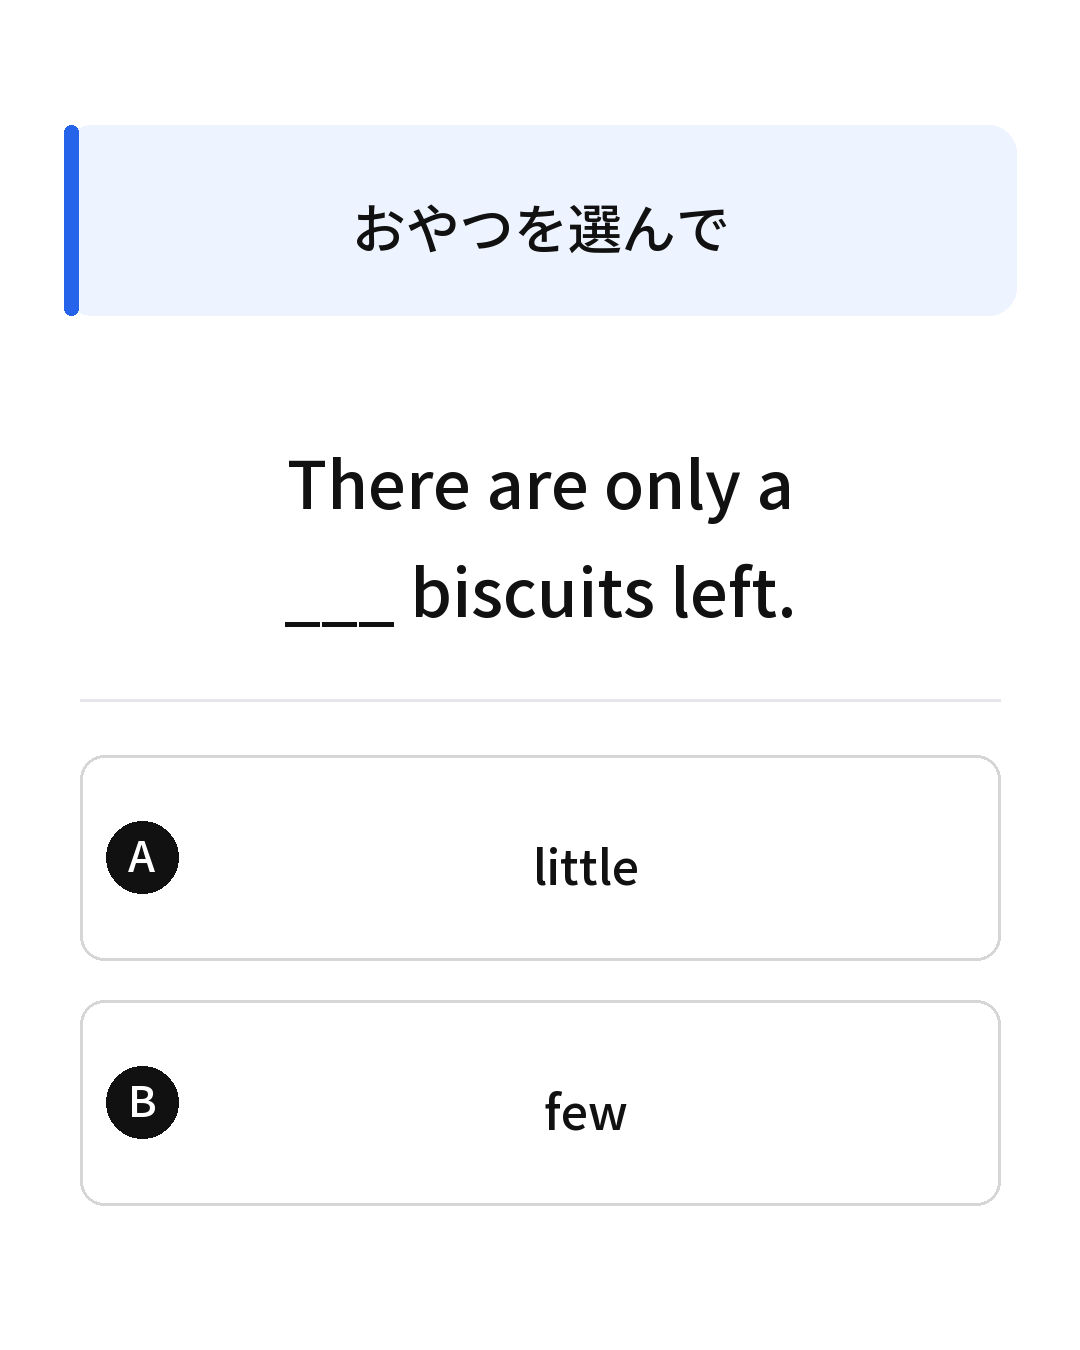 おやつを選んで
There are only a
___ biscuits left.
A
little
B
few